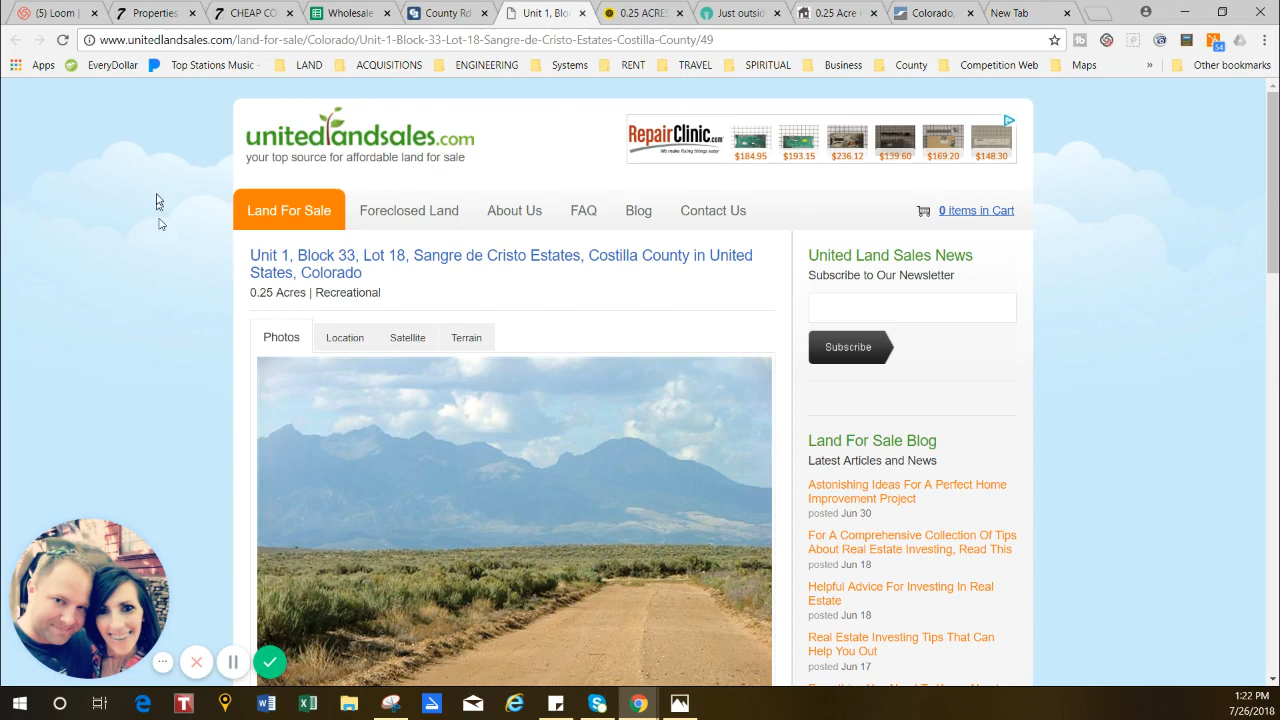 (5) Loom |
7 Properties
7 CHEAP CO
Wholesale
County Rd
Unit 1, Blo
0.25 ACRES
Just outsid
0.25 Acre i
Colorado,
New Tab
www.unitedlandsales.com/land-for-sale/Colorado/Unit-1-Block-33-Lot-18-Sangre-de-Cristo-Estates-Costilla-County/49
54
Apps
EveryDollar
Top Stations Music -
LAND
ACQUISITIONS
ENGINEERING
Systems
RENT
TRAVEL
SPIRITUAL
Business
County
Competition Web
Maps
»
Other bookmarks
unitedlandsales.com
your top source for affordable land for sale
RepairClinic.com
We make fixing things easy
$184.95 $193.15 $236.12 $139.60 $169.20 $148.30
Land For Sale
Foreclosed Land
About Us
FAQ
Blog
Contact Us
0 items in Cart
Unit 1, Block 33, Lot 18, Sangre de Cristo Estates, Costilla County in United
States, Colorado
0.25 Acres | Recreational
Photos
Location
Satellite
Terrain
United Land Sales News
Subscribe to Our Newsletter
Subscribe
Land For Sale Blog
Latest Articles and News
Astonishing Ideas For A Perfect Home
Improvement Project
posted Jun 30
For A Comprehensive Collection Of Tips
About Real Estate Investing, Read This
posted Jun 18
Helpful Advice For Investing In Real
Estate
posted Jun 18
Real Estate Investing Tips That Can
Help You Out
posted Jun 17
1:22 PM
7/26/2018